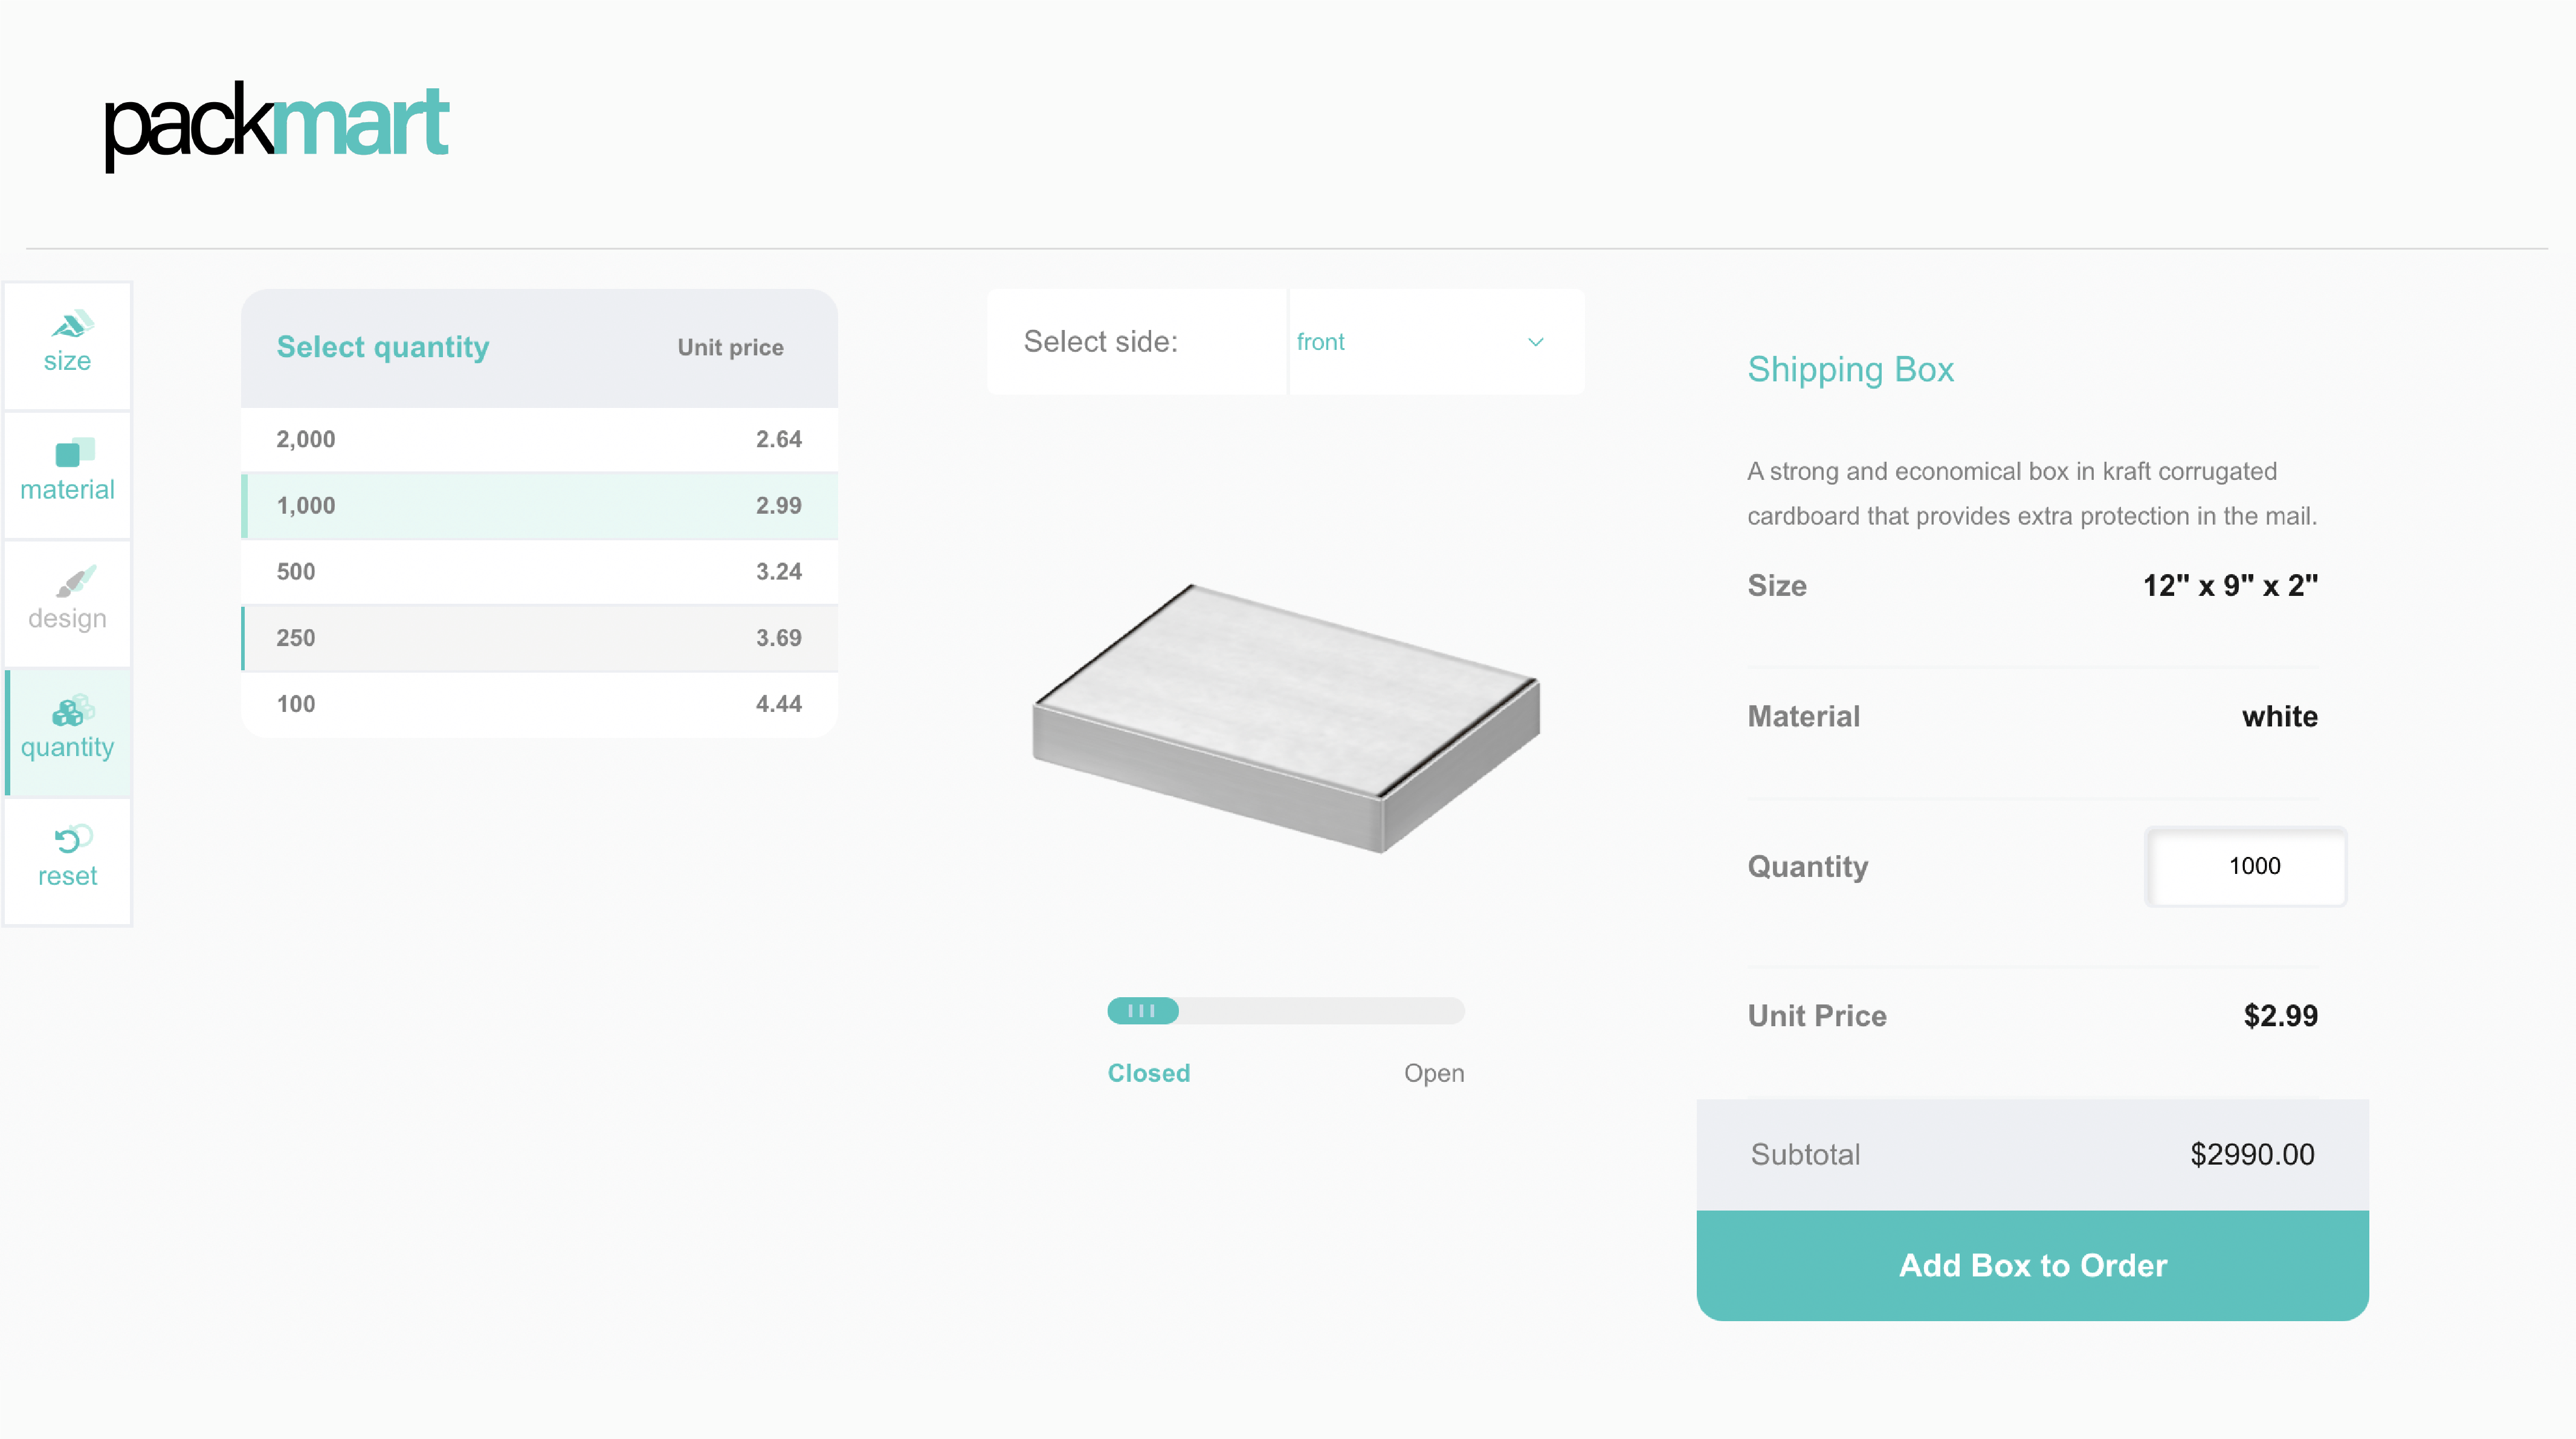 packmart
size
material
design
quantity
reset
Select quantity Unit price
2,000 2.64
1,000 2.99
500 3.24
250 3.69
100 4.44
Select side: front
Closed Open
Shipping Box
A strong and economical box in kraft corrugated
cardboard that provides extra protection in the mail.
Size 12" x 9" x 2"
Material white
Quantity 1000
Unit Price $2.99
Subtotal $2990.00
Add Box to Order